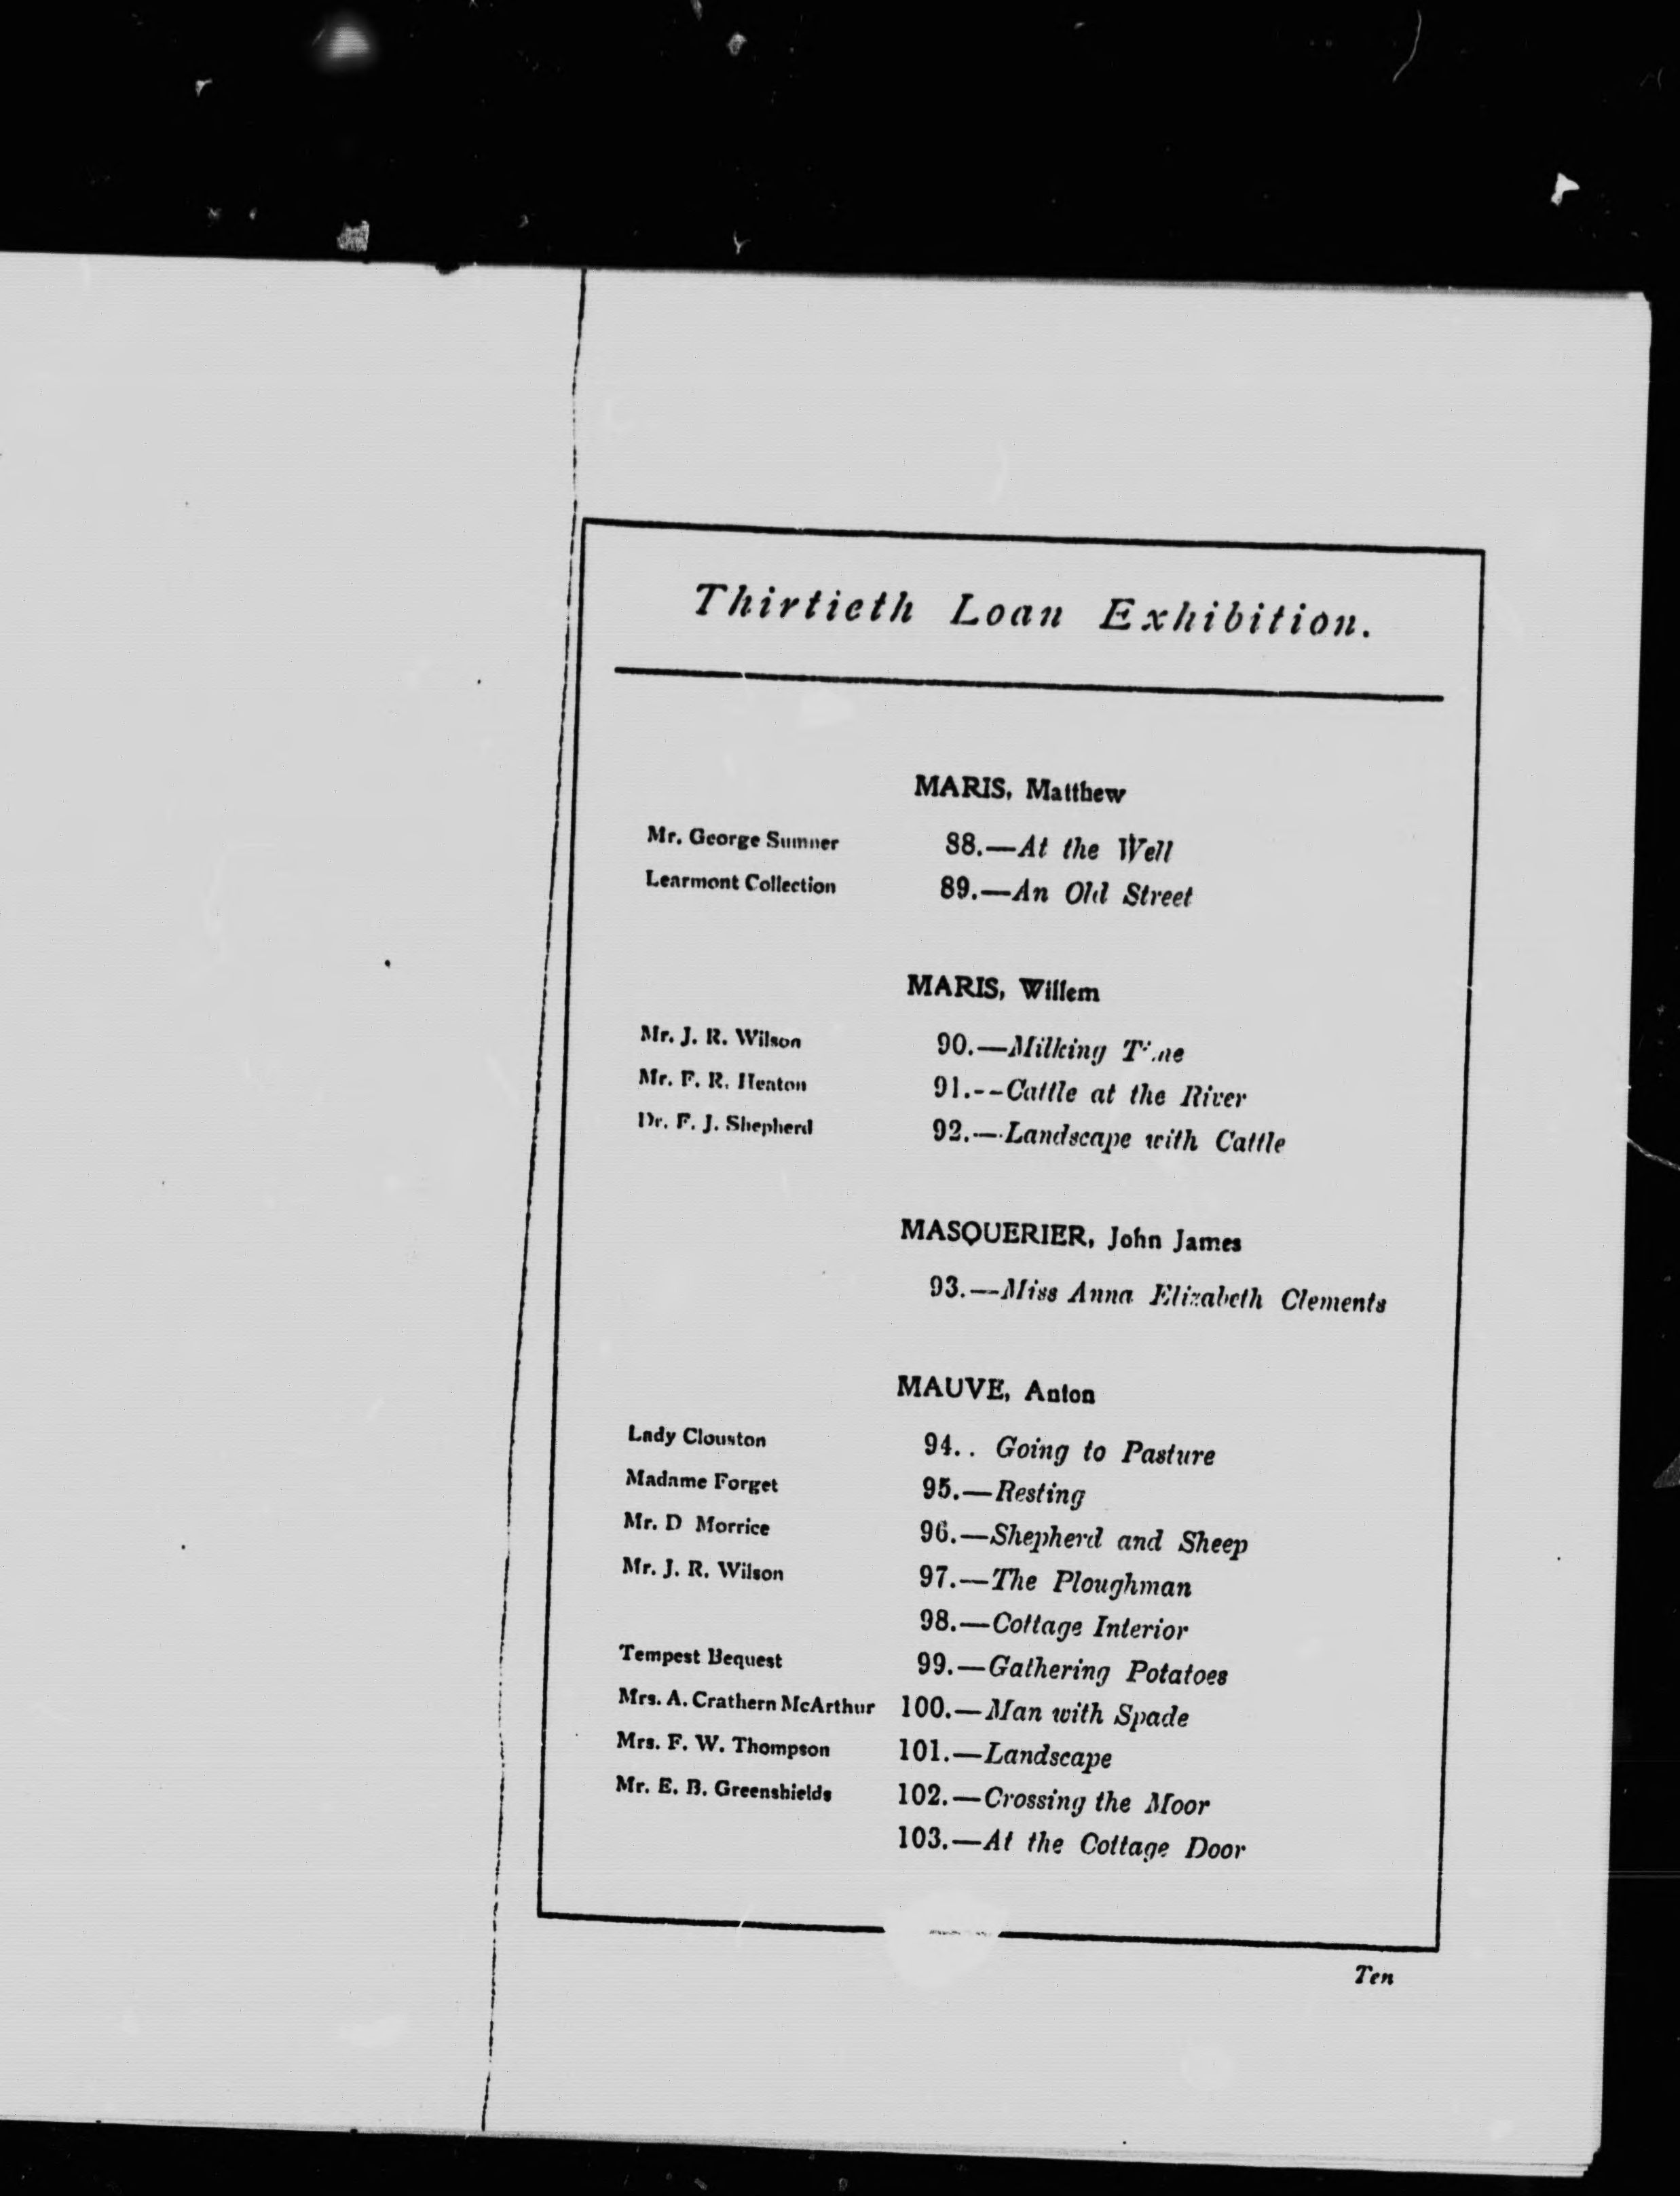 Thirtieth Loan Exhibition.
MARIS, Matthew
Mr. George Sumner 88.—At the Well
Learmont Collection 89.—An Old Street
MARIS, Willem
Mr. J. R. Wilson 90.—Milking
Mr. F. R. Heaton 91.--Cattle at the River
Dr. F. J. Shepherd 92.—Landscape with Cattle
MASQUERIER, John James
93.—Miss Anna Elizabeth Clements
MAUVE, Anton
Lady Clouston 94.. Going to Pasture
Madame Forget 95.—Resting
Mr. D Morrice 96.—Shepherd and Sheep
Mr. J. R. Wilson 97.—The Ploughman
98.—Cottage Interior
Tempest Bequest 99.—Gathering Potatoes
Mrs. A. Crathern McArthur 100.—Man with Spade
Mrs. F. W. Thompson 101.—Landscape
Mr. E. B. Greenshields 102.—Crossing the Moor
103.—At the Cottage Door
Ten